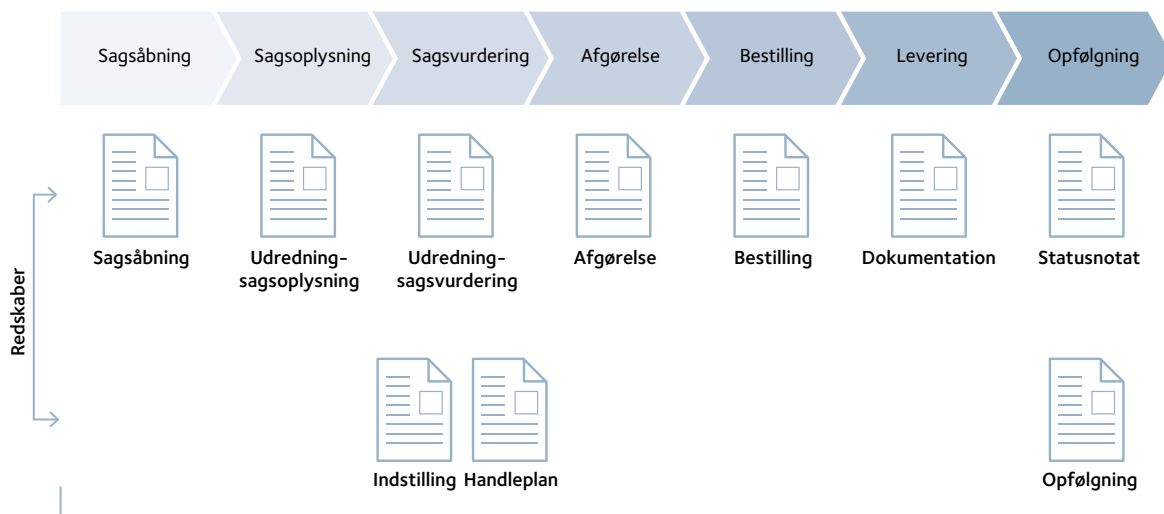 Sagsåbning
Sagsoplysning
Sagsvurdering
Afgørelse
Bestilling
Levering
Opfølgning
Redskaber
Sagsåbning
Udredning-
sagsoplysning
Udredning-
sagsvurdering
Afgørelse
Bestilling
Dokumentation
Statusnotat
Indstilling
Handleplan
Opfølgning